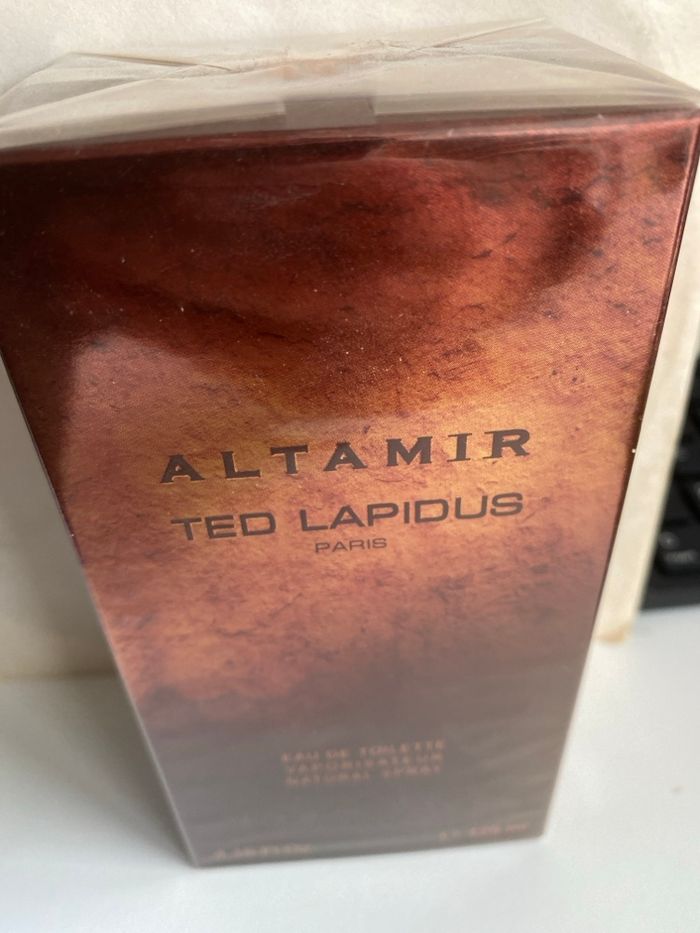 ALTAMIR
TED LAPIDUS
PARIS
EAU DE TOILETTE
VAPORISATEUR
NATURAL SPRAY